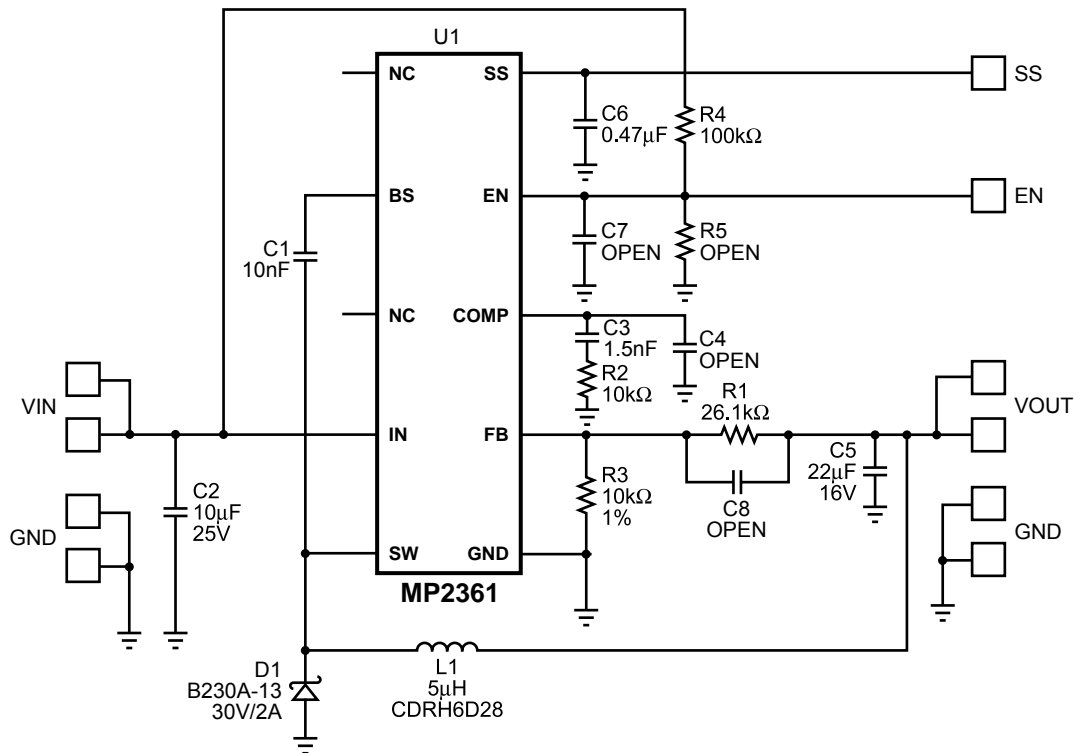 U1
NC
SS
SS
C6
0.47µF
R4
100kΩ
BS
EN
EN
C1
10nF
C7
OPEN
R5
OPEN
NC
COMP
C3
1.5nF
C4
OPEN
R2
10kΩ
VIN
R1
26.1kΩ
VOUT
IN
FB
C5
22µF
16V
R3
10kΩ
1%
C2
10µF
25V
C8
OPEN
GND
GND
SW
GND
MP2361
D1
B230A-13
30V/2A
L1
5µH
CDRH6D28